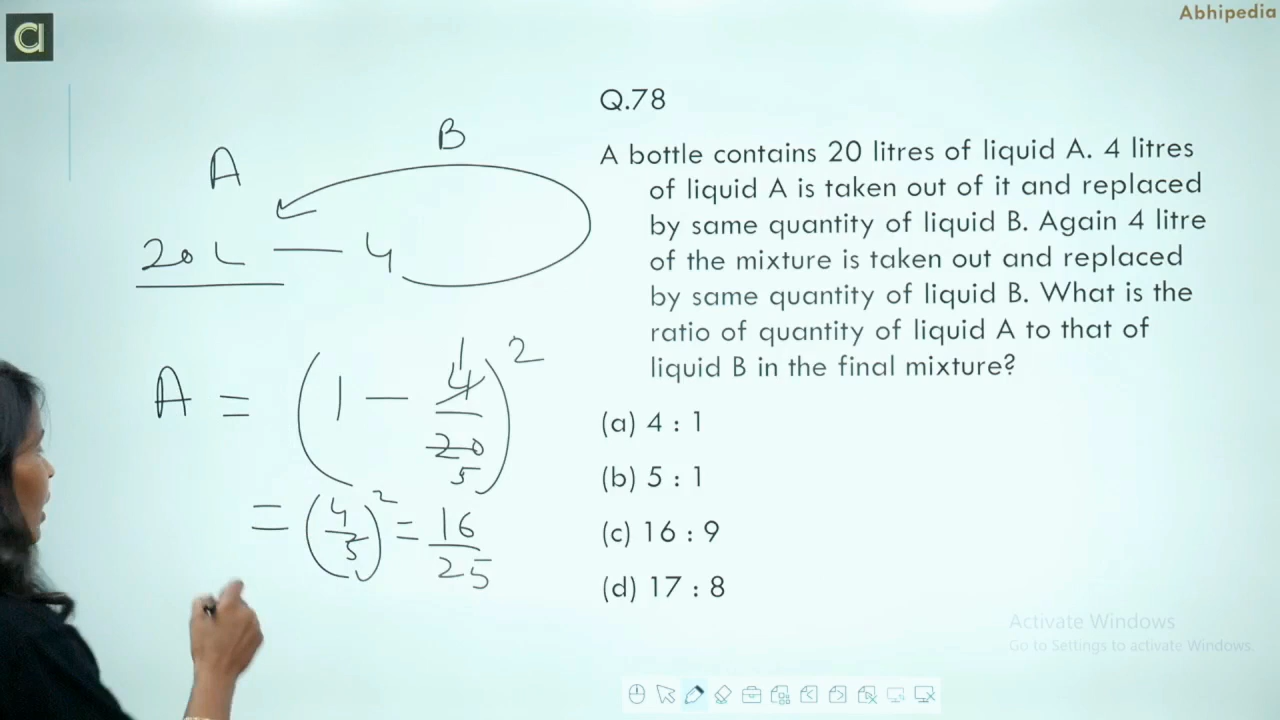 Abhipedia
Q.78
A bottle contains 20 litres of liquid A. 4 litres
of liquid A is taken out of it and replaced
by same quantity of liquid B. Again 4 litre
of the mixture is taken out and replaced
by same quantity of liquid B. What is the
ratio of quantity of liquid A to that of
liquid B in the final mixture?
(a) 4 : 1
(b) 5 : 1
(c) 16 : 9
(d) 17 : 8
B
A
20 L — 4
A = (1 - 4/20)²
1
5
= (4/5)² = 16/25
Activate Windows
Go to Settings to activate Windows.